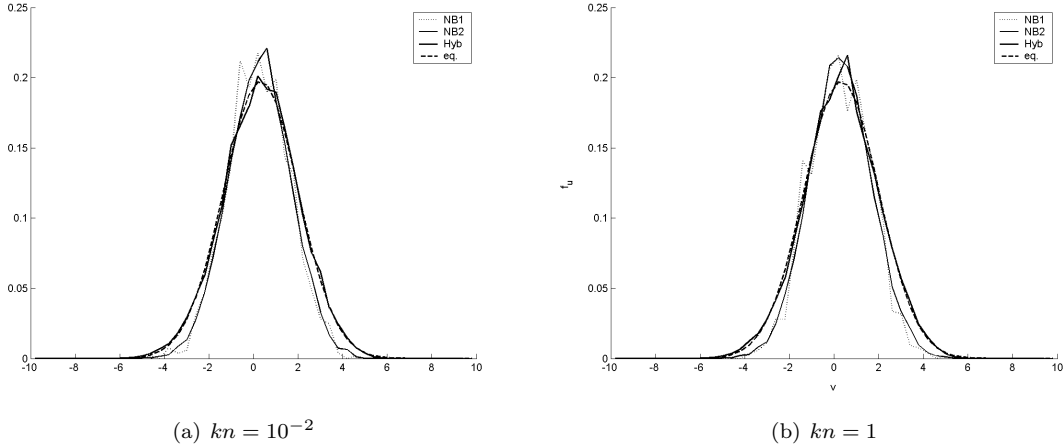 0.25
0.2
0.15
0.1
0.05
0
-10 -8 -6 -4 -2 0 2 4 6 8 10
NB1
NB2
Hyb
eq.
(a) kn = 10⁻²
0.25
0.2
0.15
0.1
0.05
0
f_u
-10 -8 -6 -4 -2 0 2 4 6 8 10
v
NB1
NB2
Hyb
eq.
(b) kn = 1